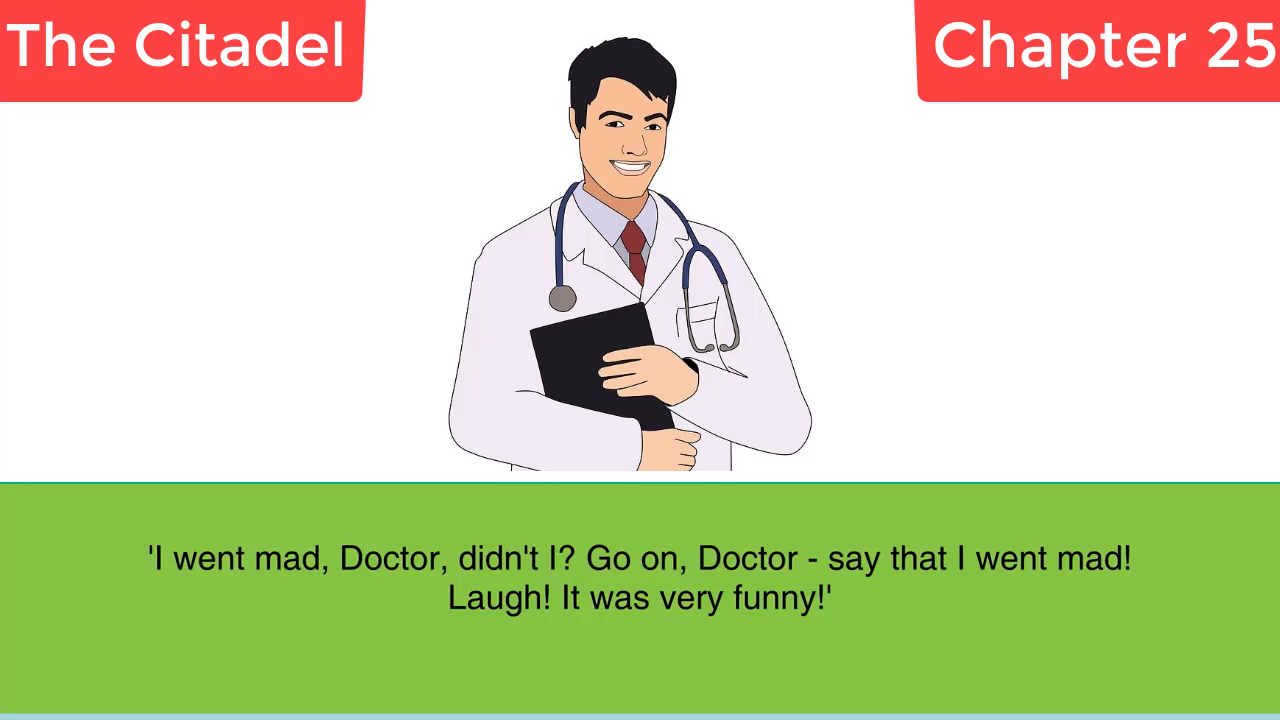 The Citadel
Chapter 25
'I went mad, Doctor, didn't I? Go on, Doctor - say that I went mad!
Laugh! It was very funny!'